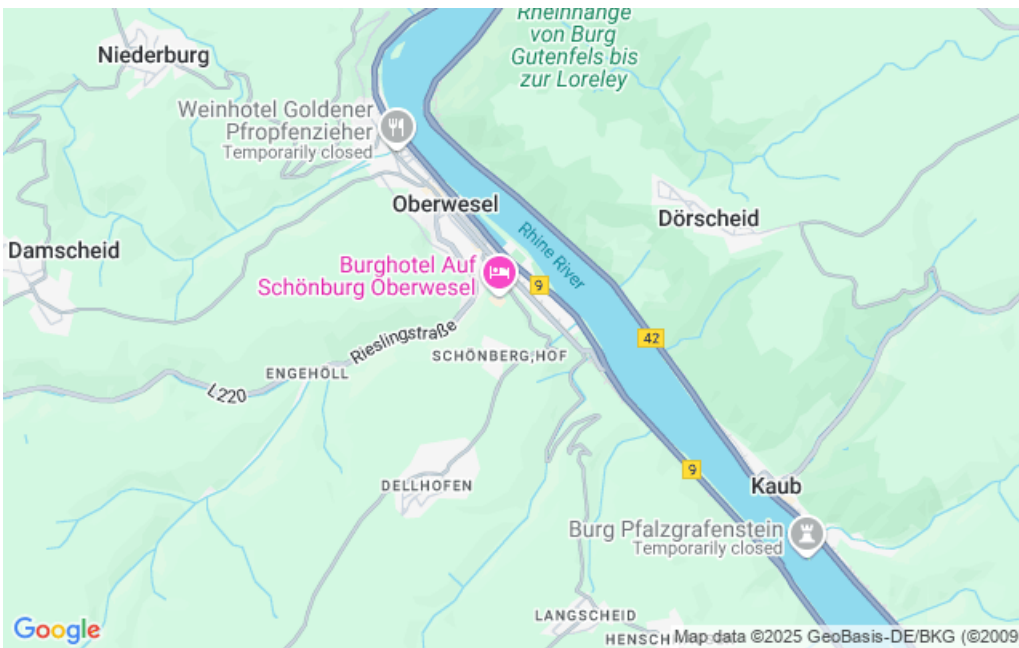 Rheinhänge
von Burg
Gutenfels bis
zur Loreley
Niederburg
Weinhotel Goldener
Pfropfenzieher
Temporarily closed
Oberwesel
Dörscheid
Rhine River
Damscheid
Burghotel Auf
Schönburg Oberwesel
9
Rieslingstraße
42
SCHÖNBERG,HOF
ENGEHÖLL
L220
9
DELLHOFEN
Kaub
Burg Pfalzgrafenstein
Temporarily closed
LANGSCHEID
Google
Map data ©2025 GeoBasis-DE/BKG (©2009